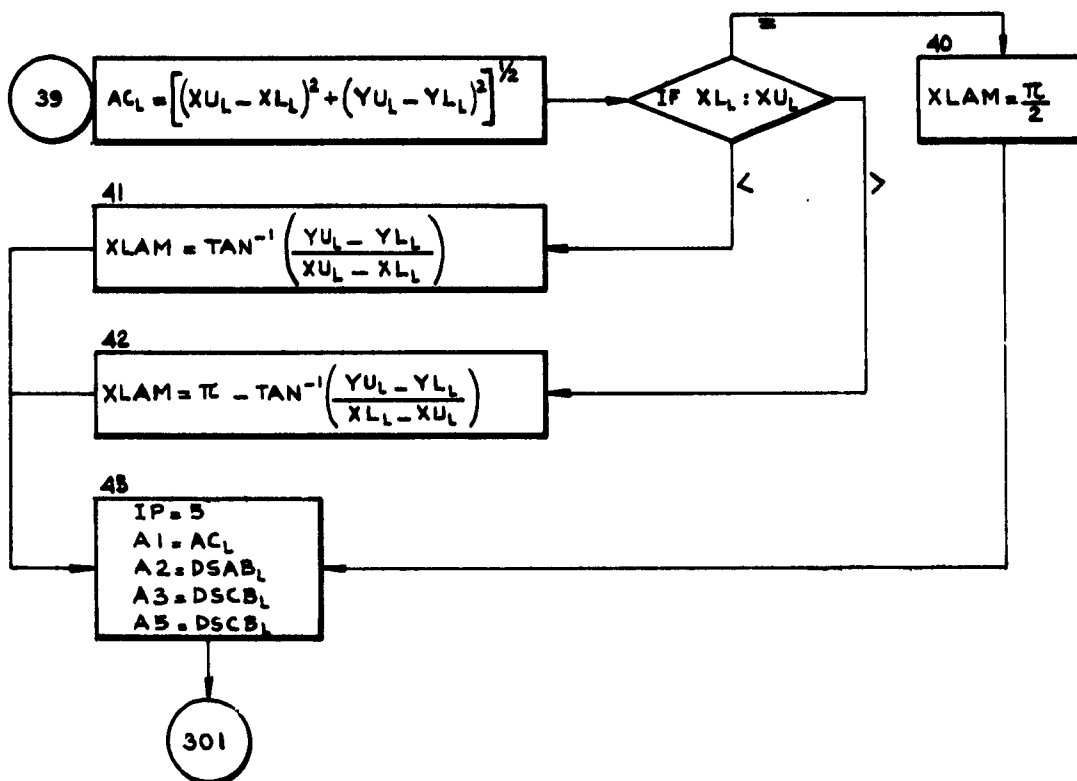 39
AC_L = [(XU_L − XL_L)² + (YU_L − YL_L)²]^½
IF XL_L : XU_L
=
<
>
40
XLAM = π/2
41
XLAM = TAN⁻¹ (YU_L − YL_L / XU_L − XL_L)
42
XLAM = π − TAN⁻¹ (YU_L − YL_L / XL_L − XU_L)
45
IP = 5
A1 = AC_L
A2 = DSAB_L
A3 = DSCB_L
A5 = DSCB_L
301